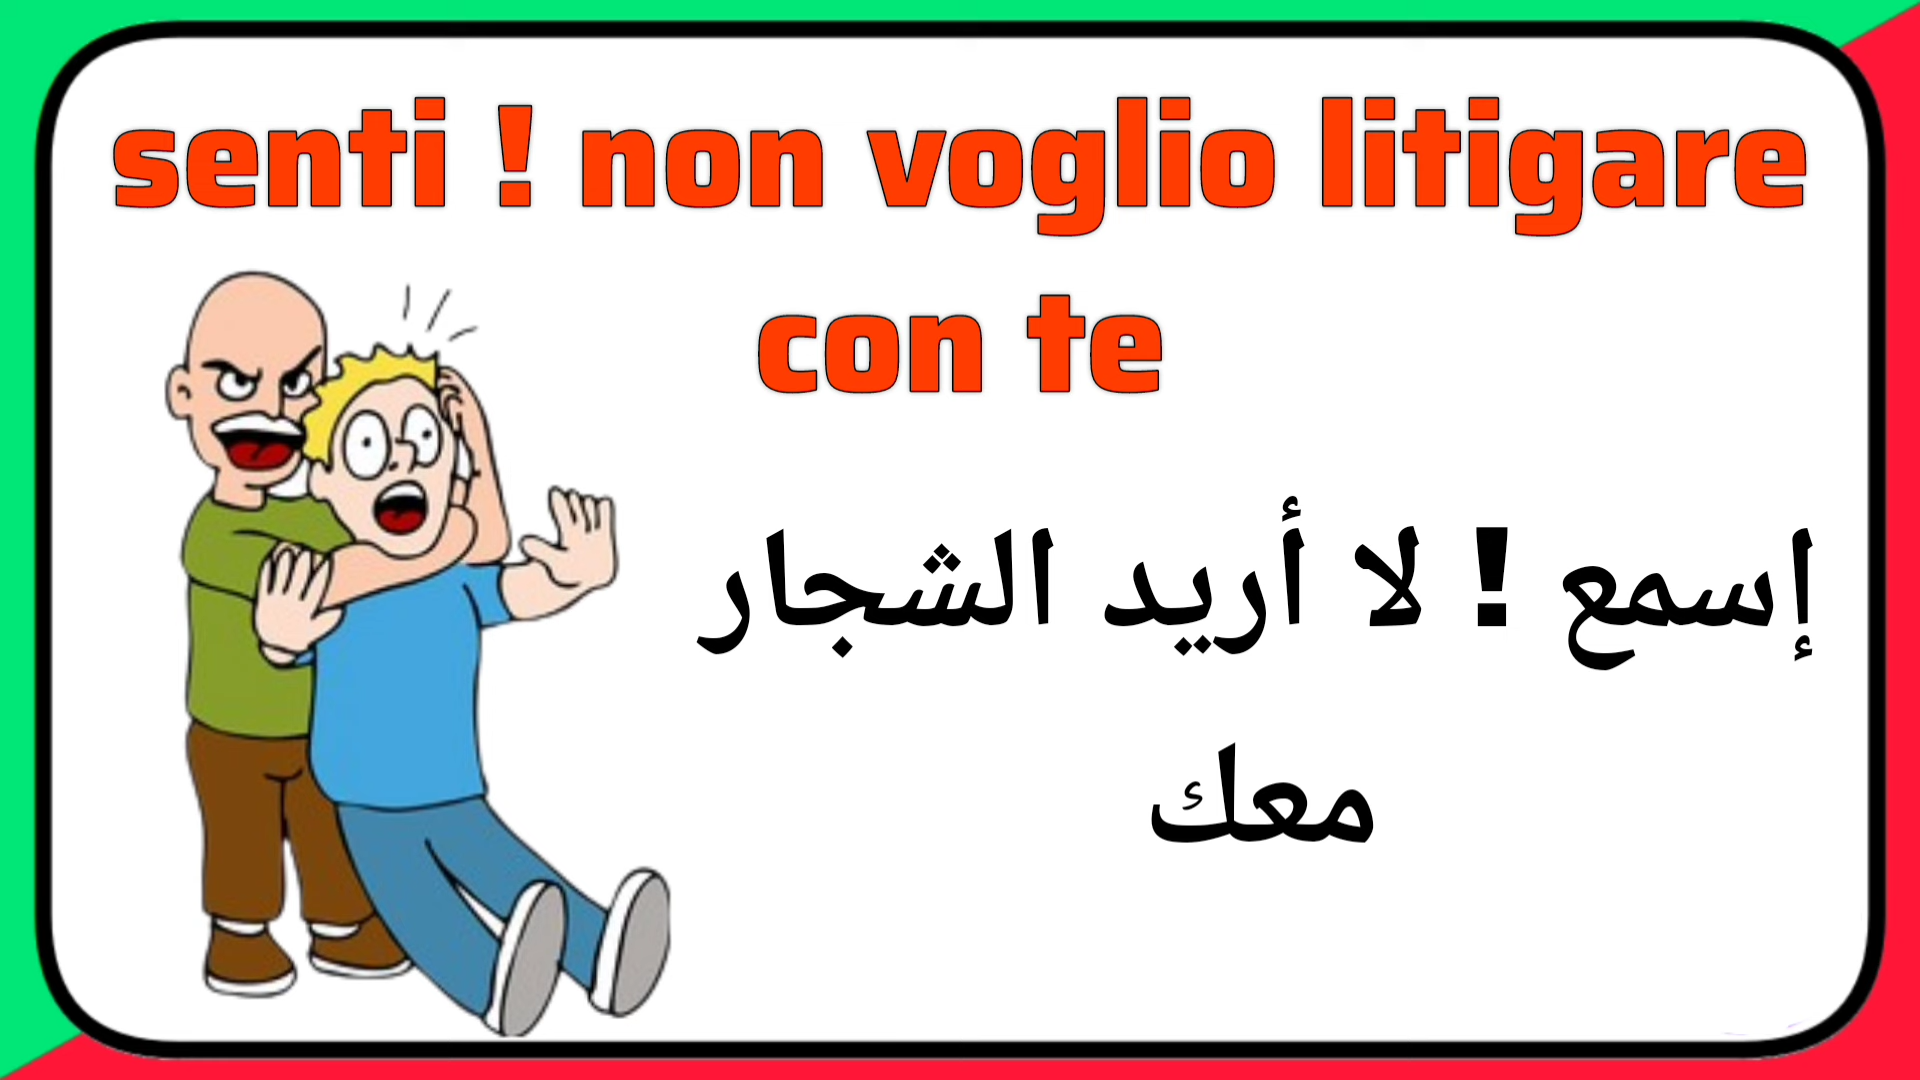 senti ! non voglio litigare
con te
إسمع ! لا أريد الشجار
معك